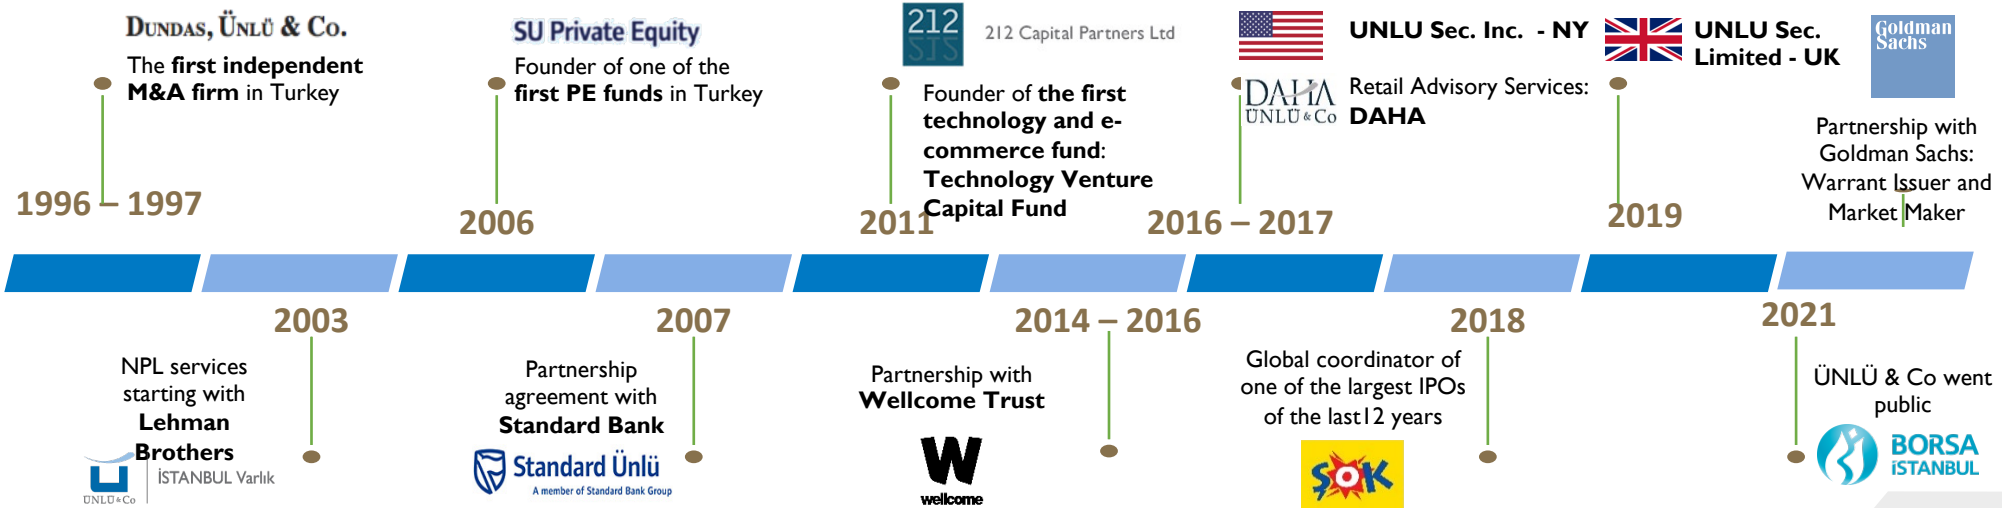 DUNDAS, ÜNLÜ & CO.
The first independent
M&A firm in Turkey
1996 – 1997
SU Private Equity
Founder of one of the
first PE funds in Turkey
2006
212
212 Capital Partners Ltd
Founder of the first
technology and e-
commerce fund:
Technology Venture
Capital Fund
2011
UNLU Sec. Inc. - NY
DAHA
ÜNLÜ & Co
Retail Advisory Services:
DAHA
2016 – 2017
UNLU Sec.
Limited - UK
2019
Goldman
Sachs
Partnership with
Goldman Sachs:
Warrant Issuer and
Market Maker
2003
NPL services
starting with
Lehman
Brothers
ÜNLÜ & Co
İSTANBUL Varlık
2007
Partnership
agreement with
Standard Bank
Standard Ünlü
A member of Standard Bank Group
2014 – 2016
Partnership with
Wellcome Trust
W
wellcome
2018
Global coordinator of
one of the largest IPOs
of the last12 years
ŞOK
2021
ÜNLÜ & Co went
public
BORSA
İSTANBUL